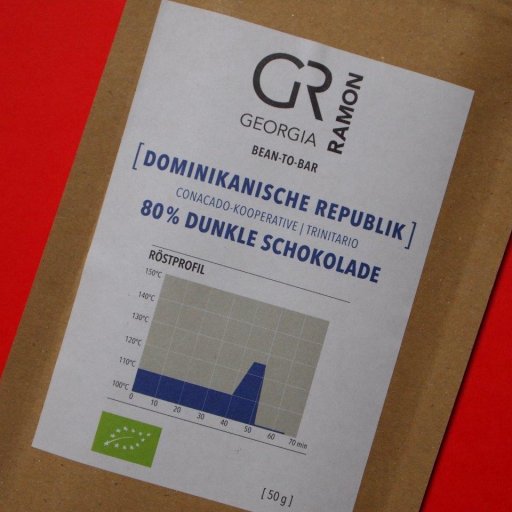 GR
GEORGIA
RAMON
BEAN-TO-BAR
[DOMINIKANISCHE REPUBLIK]
CONACADO-KOOPERATIVE | TRINITARIO
80% DUNKLE SCHOKOLADE
RÖSTPROFIL
150°C
140°C
130°C
120°C
110°C
100°C
0 10 20 30 40 50 60 70 min
[50g]